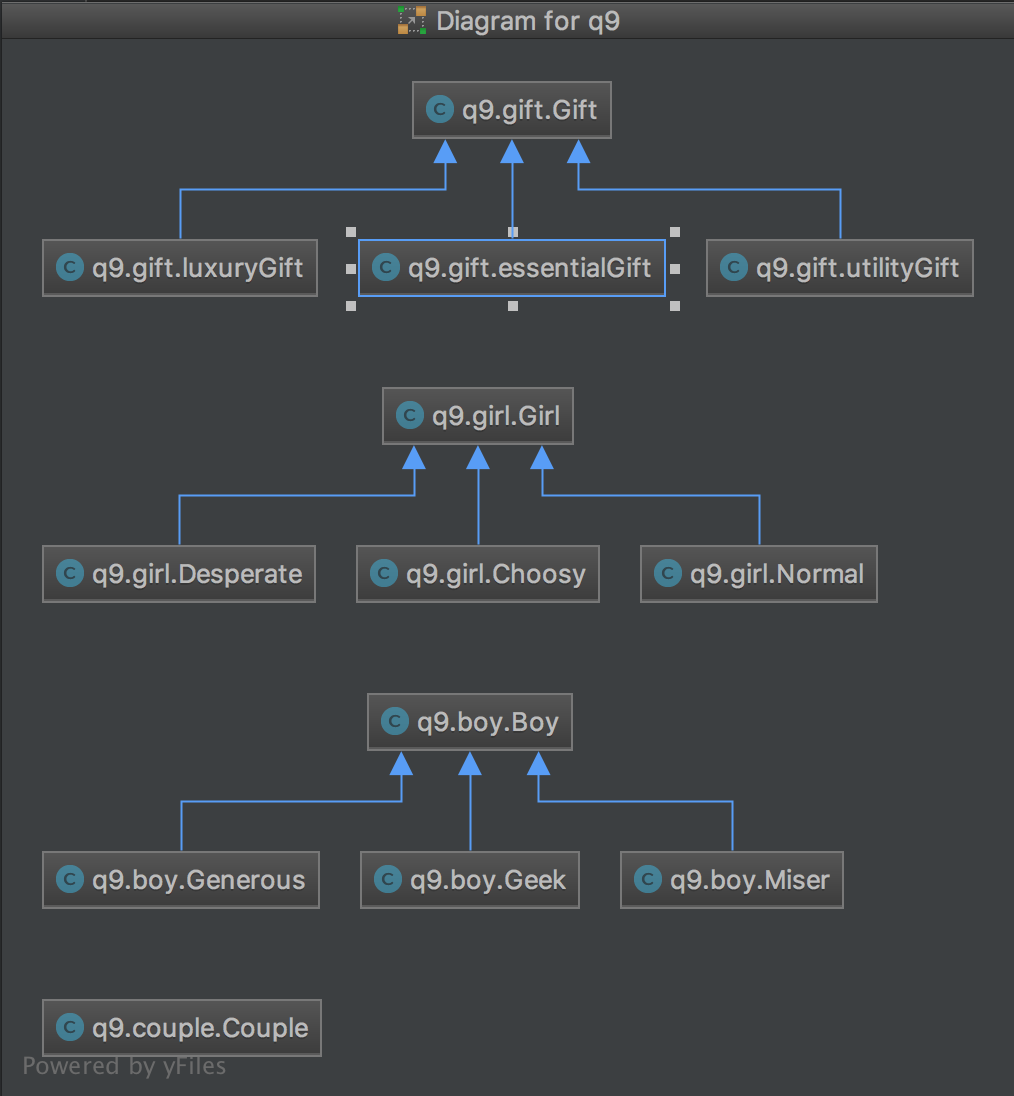 Diagram for q9
C q9.gift.Gift
C q9.gift.luxuryGift
C q9.gift.essentialGift
C q9.gift.utilityGift
C q9.girl.Girl
C q9.girl.Desperate
C q9.girl.Choosy
C q9.girl.Normal
C q9.boy.Boy
C q9.boy.Generous
C q9.boy.Geek
C q9.boy.Miser
C q9.couple.Couple
Powered by yFiles